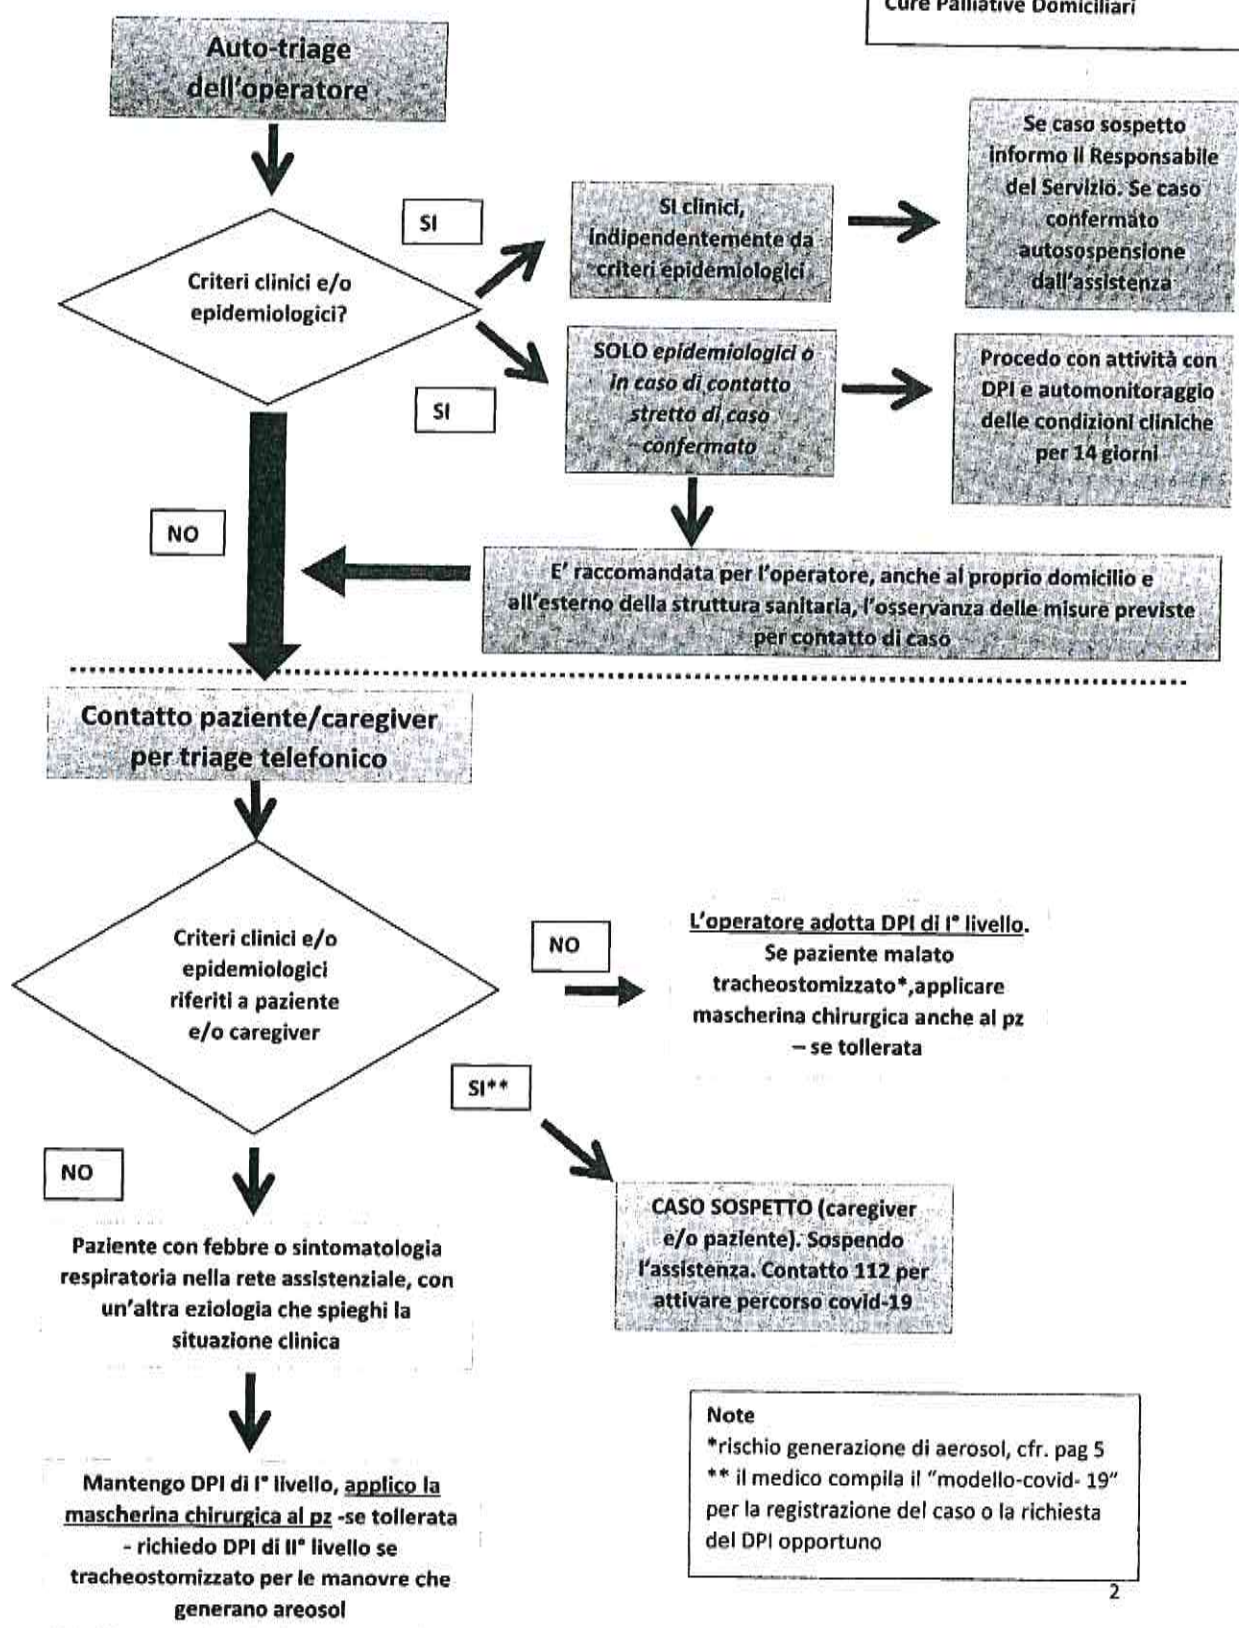 Cure Palliative Domiciliari
Auto-triage
dell'operatore
Criteri clinici e/o
epidemiologici?
SI
SI clinici,
indipendentemente da
criteri epidemiologici
Se caso sospetto
informo il Responsabile
del Servizio. Se caso
confermato
autosospensione
dall'assistenza
SI
SOLO epidemiologici o
in caso di contatto
stretto di caso
confermato
Procedo con attività con
DPI e automonitoraggio
delle condizioni cliniche
per 14 giorni
NO
E' raccomandata per l'operatore, anche al proprio domicilio e
all'esterno della struttura sanitaria, l'osservanza delle misure previste
per contatto di caso
Contatto paziente/caregiver
per triage telefonico
Criteri clinici e/o
epidemiologici
riferiti a paziente
e/o caregiver
NO
L'operatore adotta DPI di I° livello.
Se paziente malato
tracheostomizzato*,applicare
mascherina chirurgica anche al pz
– se tollerata
SI**
CASO SOSPETTO (caregiver
e/o paziente). Sospendo
l'assistenza. Contatto 112 per
attivare percorso covid-19
NO
Paziente con febbre o sintomatologia
respiratoria nella rete assistenziale, con
un'altra eziologia che spieghi la
situazione clinica
Mantengo DPI di I° livello, applico la
mascherina chirurgica al pz -se tollerata
- richiedo DPI di II° livello se
tracheostomizzato per le manovre che
generano areosol
Note
*rischio generazione di aerosol, cfr. pag 5
** il medico compila il "modello-covid- 19"
per la registrazione del caso o la richiesta
del DPI opportuno
2